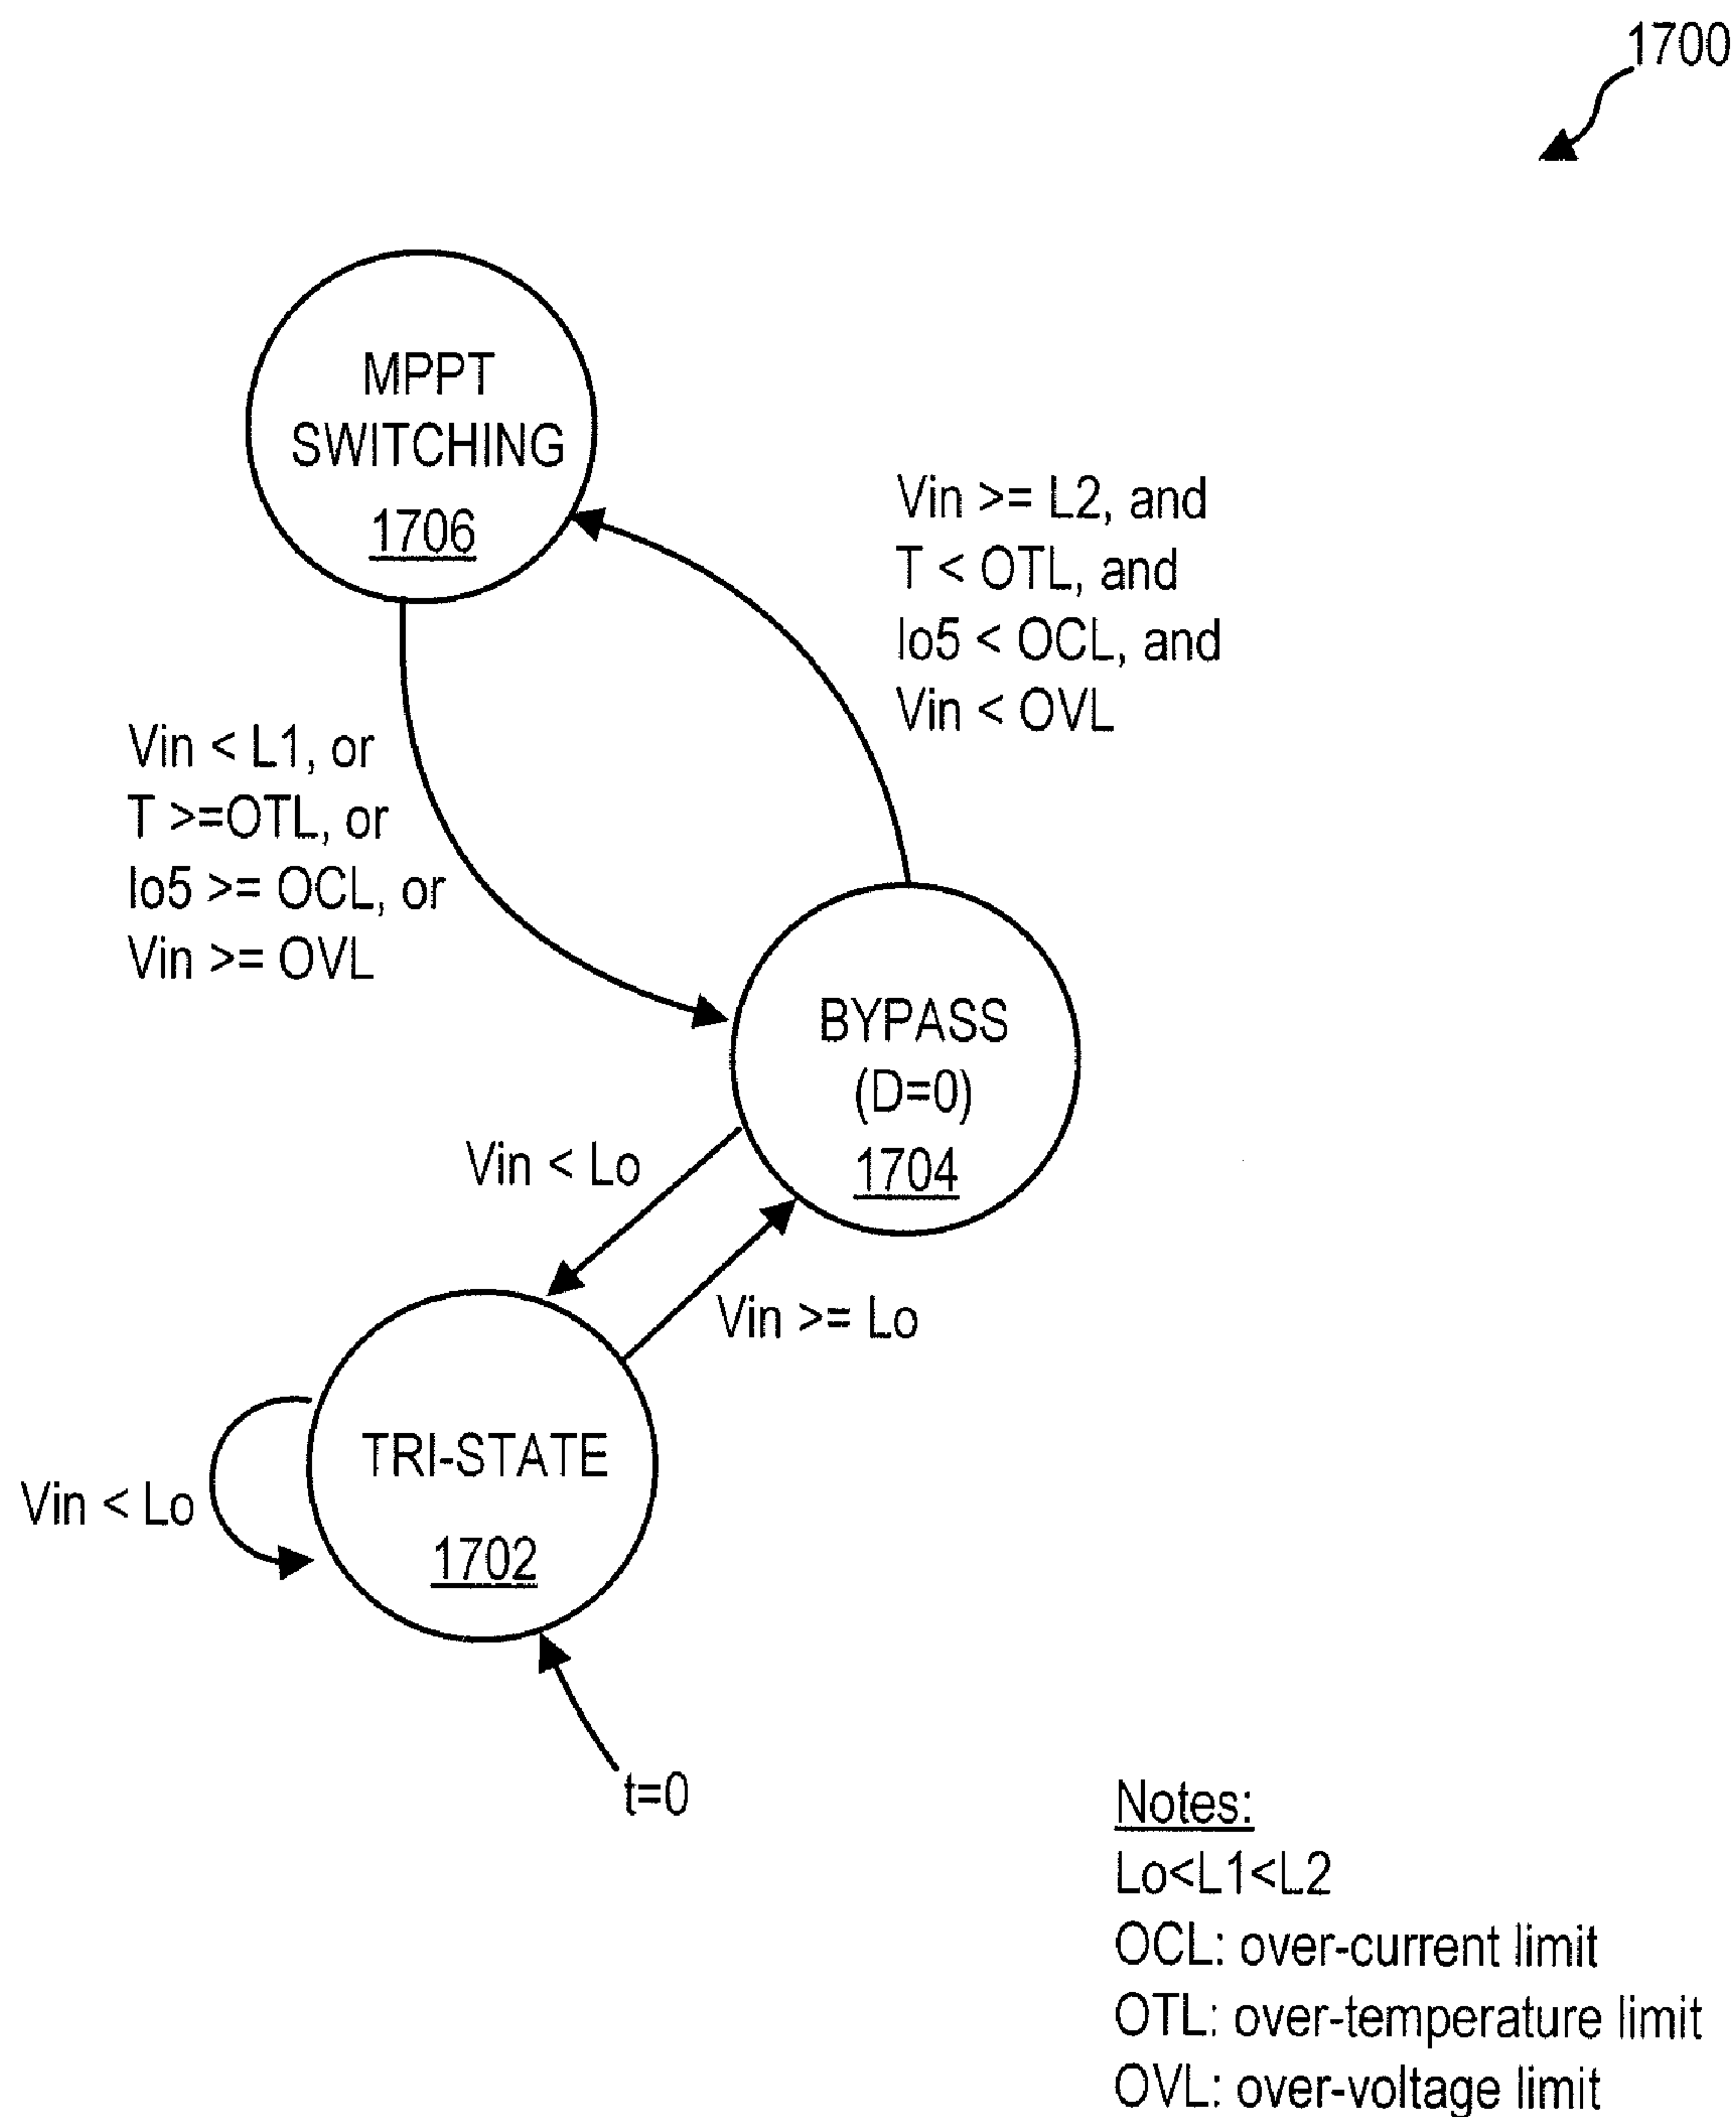 1700
MPPT
SWITCHING
1706
Vin >= L2, and
T < OTL, and
Io5 < OCL, and
Vin < OVL
Vin < L1, or
T >=OTL, or
Io5 >= OCL, or
Vin >= OVL
BYPASS
(D=0)
1704
Vin < Lo
Vin >= Lo
TRI-STATE
1702
Vin < Lo
t=0
Notes:
Lo<L1<L2
OCL: over-current limit
OTL: over-temperature limit
OVL: over-voltage limit